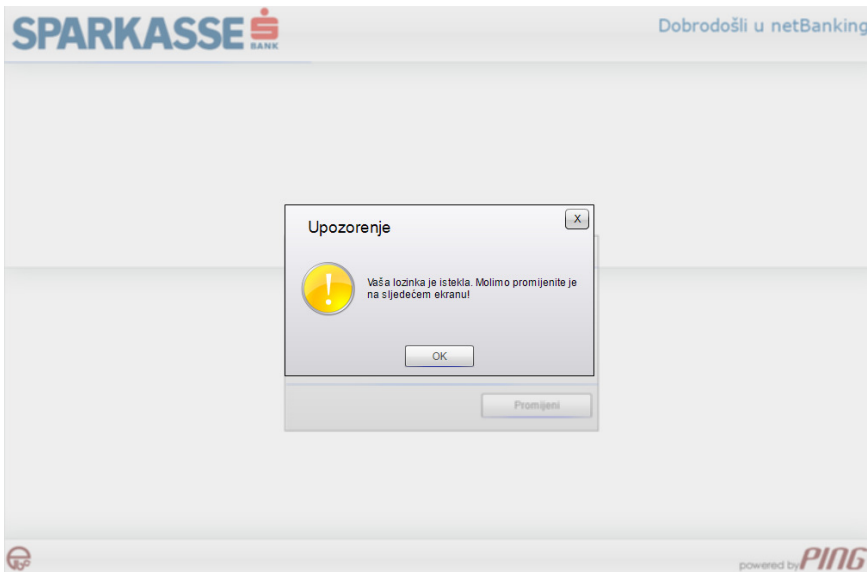 SPARKASSE
BANK
Dobrodošli u netBanking
Upozorenje
X
Vaša lozinka je istekla. Molimo promijenite je
na sljedećem ekranu!
OK
Promijeni
powered by PING